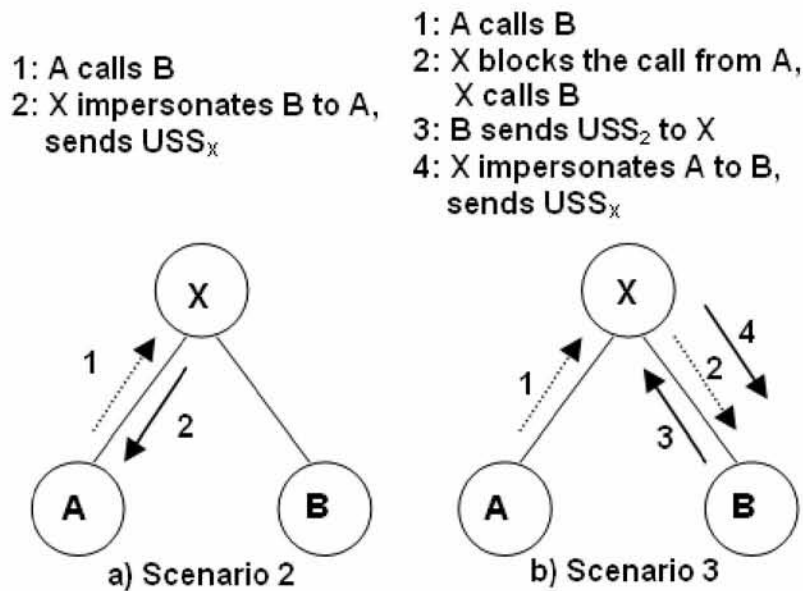 1: A calls B
2: X impersonates B to A,
sends USSₓ
1: A calls B
2: X blocks the call from A,
X calls B
3: B sends USS₂ to X
4: X impersonates A to B,
sends USSₓ
X
1
2
A
B
a) Scenario 2
X
1
4
2
3
A
B
b) Scenario 3